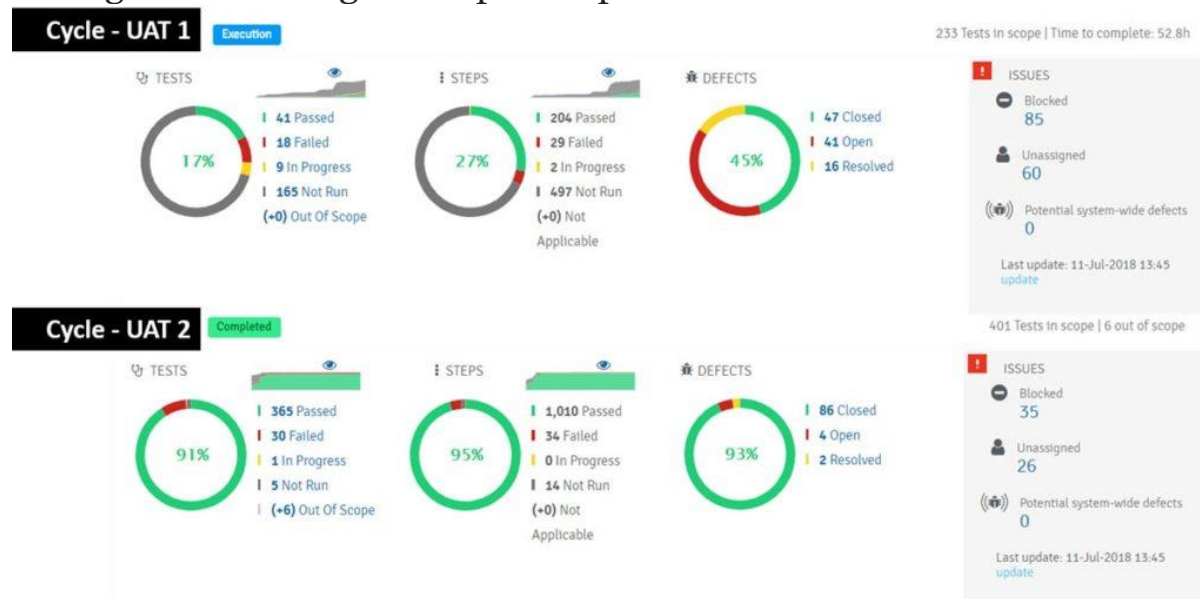 Cycle - UAT 1
Execution
233 Tests in scope | Time to complete: 52.8h
TESTS
17%
41 Passed
18 Failed
9 In Progress
165 Not Run
(+0) Out Of Scope
STEPS
27%
204 Passed
29 Failed
2 In Progress
497 Not Run
(+0) Not
Applicable
DEFECTS
45%
47 Closed
41 Open
16 Resolved
ISSUES
Blocked
85
Unassigned
60
Potential system-wide defects
0
Last update: 11-Jul-2018 13:45
update
Cycle - UAT 2
Completed
401 Tests in scope | 6 out of scope
TESTS
91%
365 Passed
30 Failed
1 In Progress
5 Not Run
(+6) Out Of Scope
STEPS
95%
1,010 Passed
34 Failed
0 In Progress
14 Not Run
(+0) Not
Applicable
DEFECTS
93%
86 Closed
4 Open
2 Resolved
ISSUES
Blocked
35
Unassigned
26
Potential system-wide defects
0
Last update: 11-Jul-2018 13:45
update